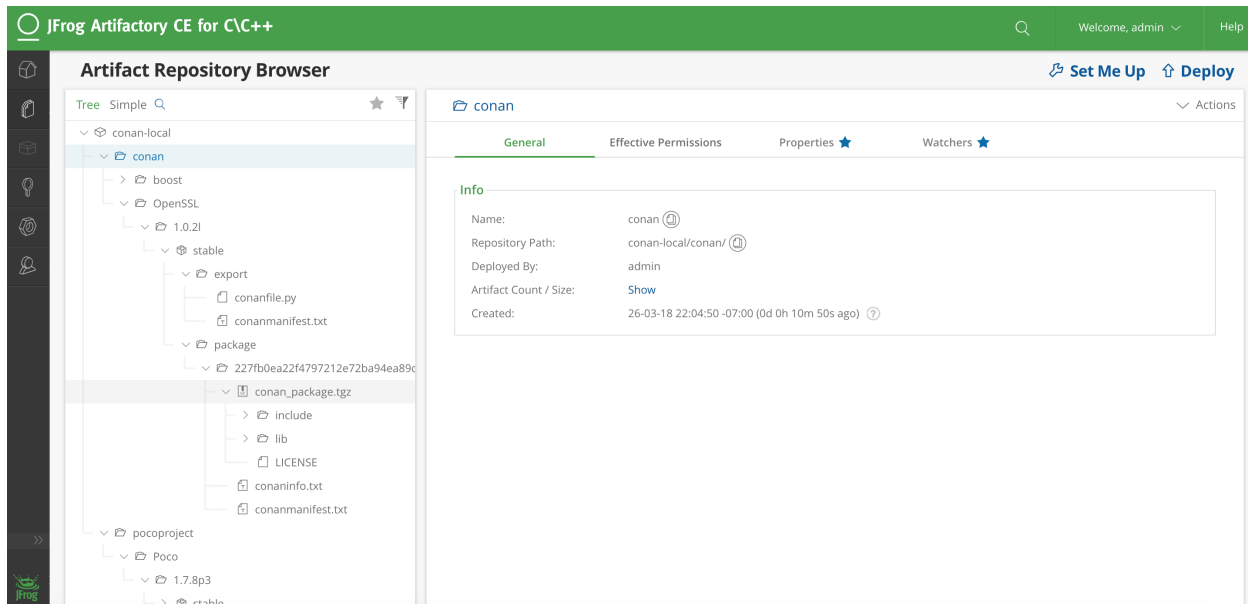 JFrog Artifactory CE for C\C++
Welcome, admin
Help
Artifact Repository Browser
Set Me Up
Deploy
Tree Simple
conan-local
conan
boost
OpenSSL
1.0.2l
stable
export
conanfile.py
conanmanifest.txt
package
227fb0ea22f4797212e72ba94ea89c
conan_package.tgz
include
lib
LICENSE
conaninfo.txt
conanmanifest.txt
pocoproject
Poco
1.7.8p3
stable
conan
Actions
General Effective Permissions Properties Watchers
Info
Name: conan
Repository Path: conan-local/conan/
Deployed By: admin
Artifact Count / Size: Show
Created: 26-03-18 22:04:50 -07:00 (0d 0h 10m 50s ago)
JFrog